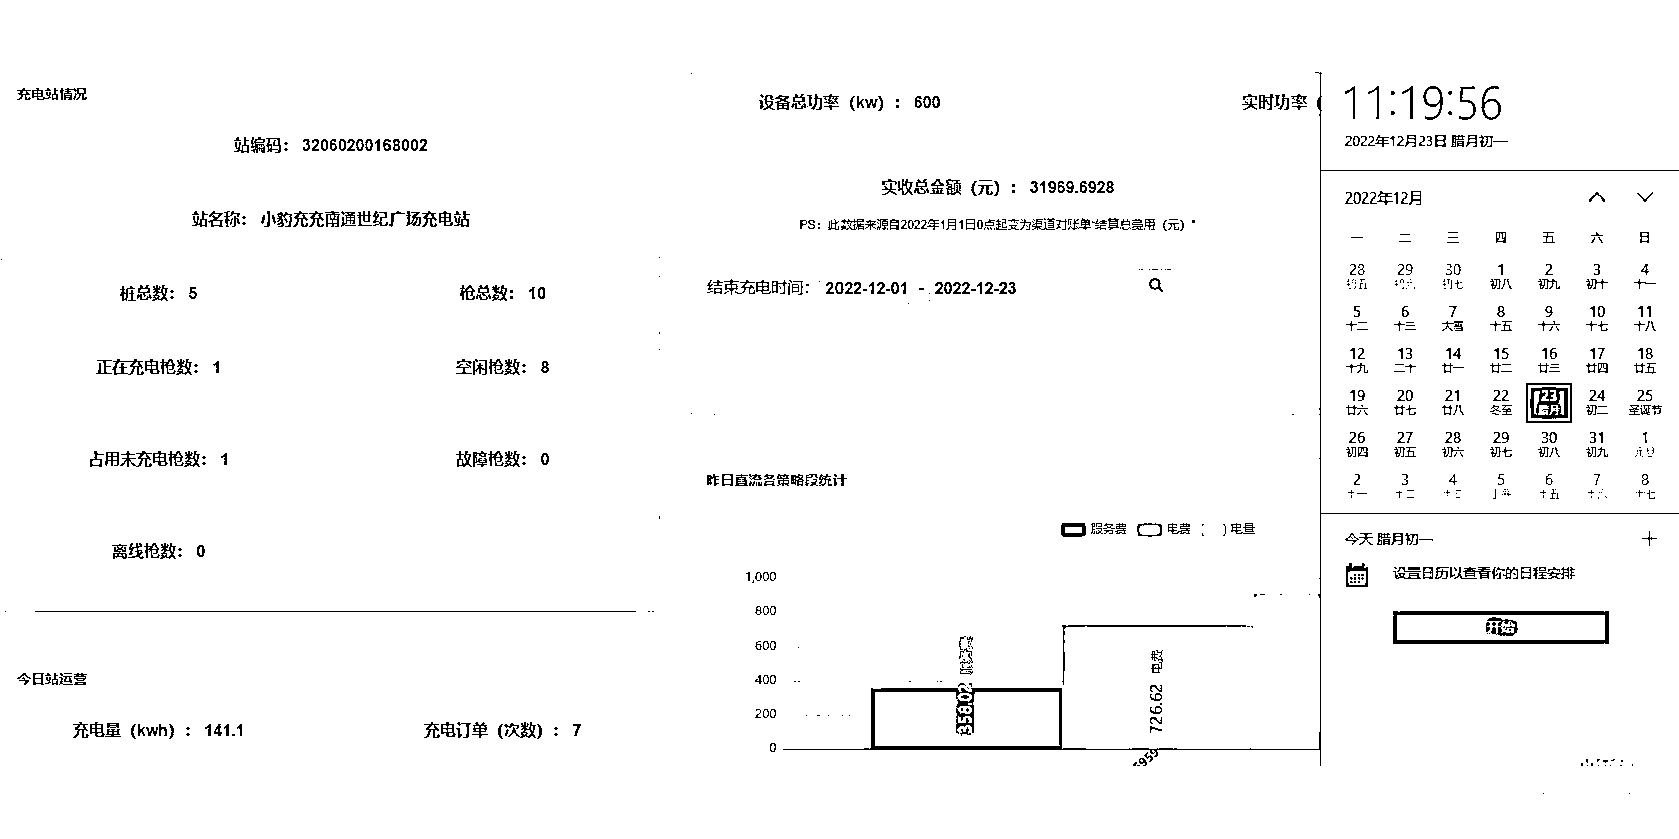 充电站情况
站编码： 32060200168002
站名称： 小豹充充南通世纪广场充电站
桩总数： 5 枪总数： 10
正在充电枪数： 1 空闲枪数： 8
占用未充电枪数： 1 故障枪数： 0
离线枪数： 0
今日站运营
充电量（kwh）： 141.1 充电订单（次数）： 7
设备总功率（kw）： 600 实时功率（
实收总金额（元）： 31969.6928
PS：此数据来源自2022年1月1日0点起变为渠道对账单"结算总费用（元）"
结束充电时间： 2022-12-01 - 2022-12-23
昨日直流各策略段统计
服务费 电费 电量
1,000
800
600
400
200
0
358.02
726.62 电费
11:19:56
2022年12月23日 腊月初一
2022年12月
一 二 三 四 五 六 日
28 29 30 1 2 3 4
初五 初六 初七 初八 初九 初十 十一
5 6 7 8 9 10 11
十二 十三 大雪 十五 十六 十七 十八
12 13 14 15 16 17 18
十九 二十 廿一 廿二 廿三 廿四 廿五
19 20 21 22 23 24 25
廿六 廿七 廿八 冬至 腊月 初二 圣诞节
26 27 28 29 30 31 1
初四 初五 初六 初七 初八 初九 元旦
2 3 4 5 6 7 8
十一 十二 十三 小寒 十五 十六 十七
今天 腊月初一
设置日历以查看你的日程安排
开始